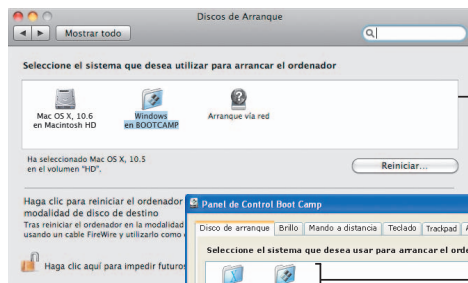 Discos de Arranque
Mostrar todo
Seleccione el sistema que desea utilizar para arrancar el ordenador
Mac OS X, 10.6
en Macintosh HD
Windows
en BOOTCAMP
Arranque vía red
Ha seleccionado Mac OS X, 10.5
en el volumen "HD".
Reiniciar...
Haga clic para reiniciar el ordenador
modalidad de disco de destino
Tras reiniciar el ordenador en la modalidad
usando un cable FireWire y utilizarlo como
Haga clic aquí para impedir futuros
Panel de Control Boot Camp
Disco de arranque Brillo Mando a distancia Teclado Trackpad A
Seleccione el sistema que desea usar para arrancar el orde